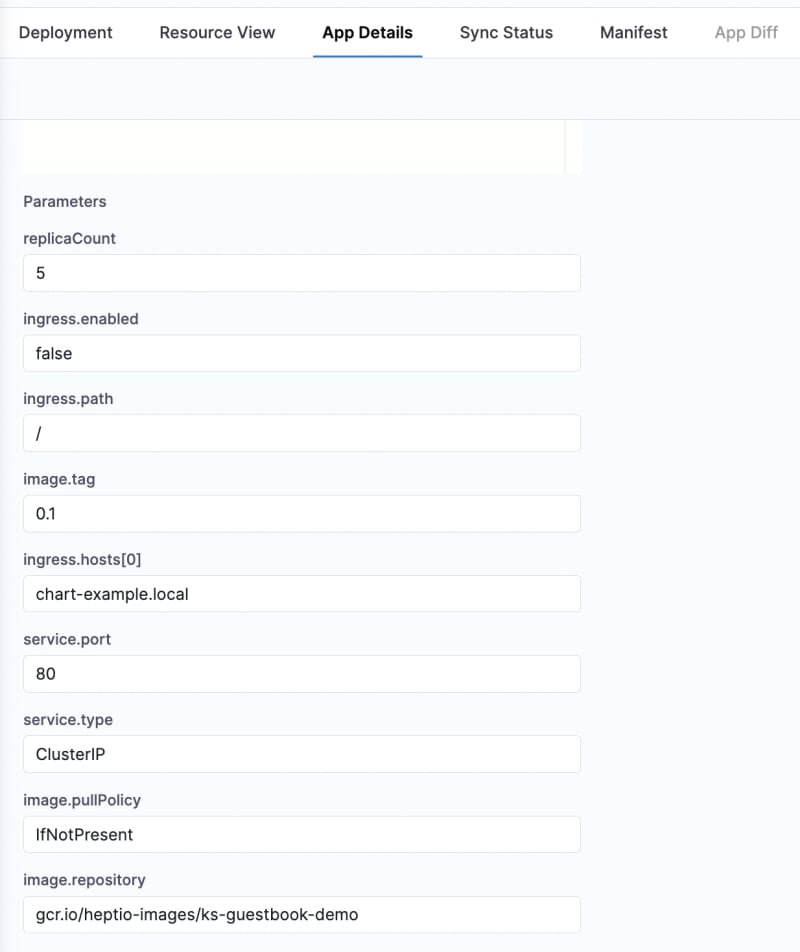 Deployment Resource View App Details Sync Status Manifest App Diff
Parameters
replicaCount
5
ingress.enabled
false
ingress.path
/
image.tag
0.1
ingress.hosts[0]
chart-example.local
service.port
80
service.type
ClusterIP
image.pullPolicy
IfNotPresent
image.repository
gcr.io/heptio-images/ks-guestbook-demo